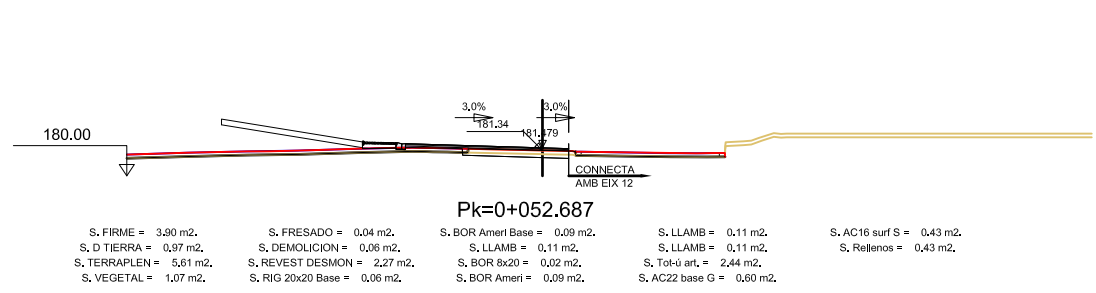 3.0%
3.0%
181.34
181.479
180.00
CONNECTA
AMB EIX 12
Pk=0+052.687
S. FIRME = 3.90 m2.
S. D TIERRA = 0.97 m2.
S. TERRAPLEN = 5.61 m2.
S. VEGETAL = 1.07 m2.
S. FRESADO = 0.04 m2.
S. DEMOLICION = 0.06 m2.
S. REVEST DESMON = 2.27 m2.
S. RIG 20x20 Base = 0.06 m2.
S. BOR Ameri Base = 0.09 m2.
S. LLAMB = 0.11 m2.
S. BOR 8x20 = 0.02 m2.
S. BOR Ameri = 0.09 m2.
S. LLAMB = 0.11 m2.
S. LLAMB = 0.11 m2.
S. Tot-ú art. = 2.44 m2.
S. AC22 base G = 0.60 m2.
S. AC16 surf S = 0.43 m2.
S. Rellenos = 0.43 m2.